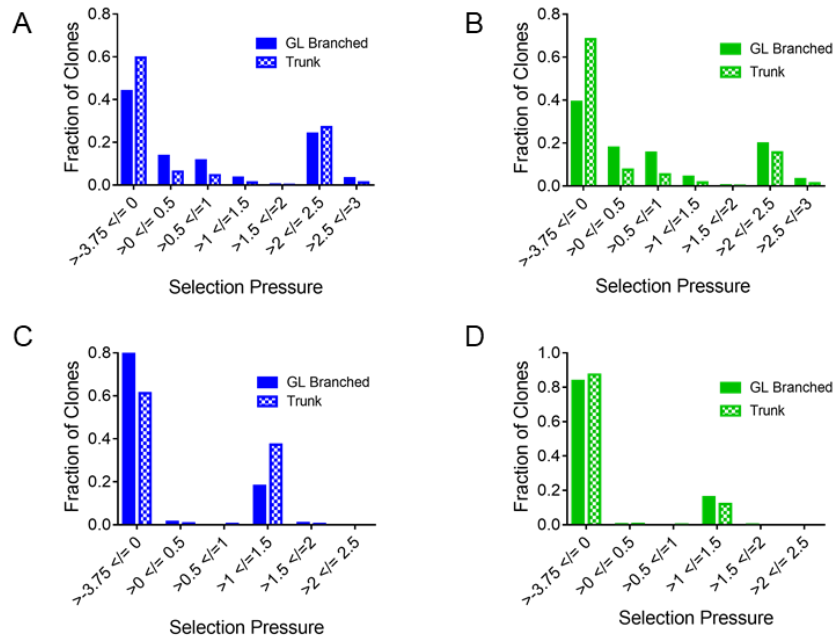 A
Fraction of Clones
0.8
0.6
0.4
0.2
0.0
GL Branched
Trunk
>-3.75 </= 0
>0 </= 0.5
>0.5 </=1
>1 </=1.5
>1.5 </=2
>2 </= 2.5
>2.5 </=3
Selection Pressure
B
Fraction of Clones
0.8
0.6
0.4
0.2
0.0
GL Branched
Trunk
>-3.75 </= 0
>0 </= 0.5
>0.5 </=1
>1 </=1.5
>1.5 </=2
>2 </= 2.5
>2.5 </=3
Selection Pressure
C
Fraction of Clones
0.8
0.6
0.4
0.2
0.0
GL Branched
Trunk
>-3.75 </= 0
>0 </= 0.5
>0.5 </=1
>1 </=1.5
>1.5 </=2
>2 </= 2.5
Selection Pressure
D
Fraction of Clones
1.0
0.8
0.6
0.4
0.2
0.0
GL Branched
Trunk
>-3.75 </= 0
>0 </= 0.5
>0.5 </=1
>1 </=1.5
>1.5 </=2
>2 </= 2.5
Selection Pressure